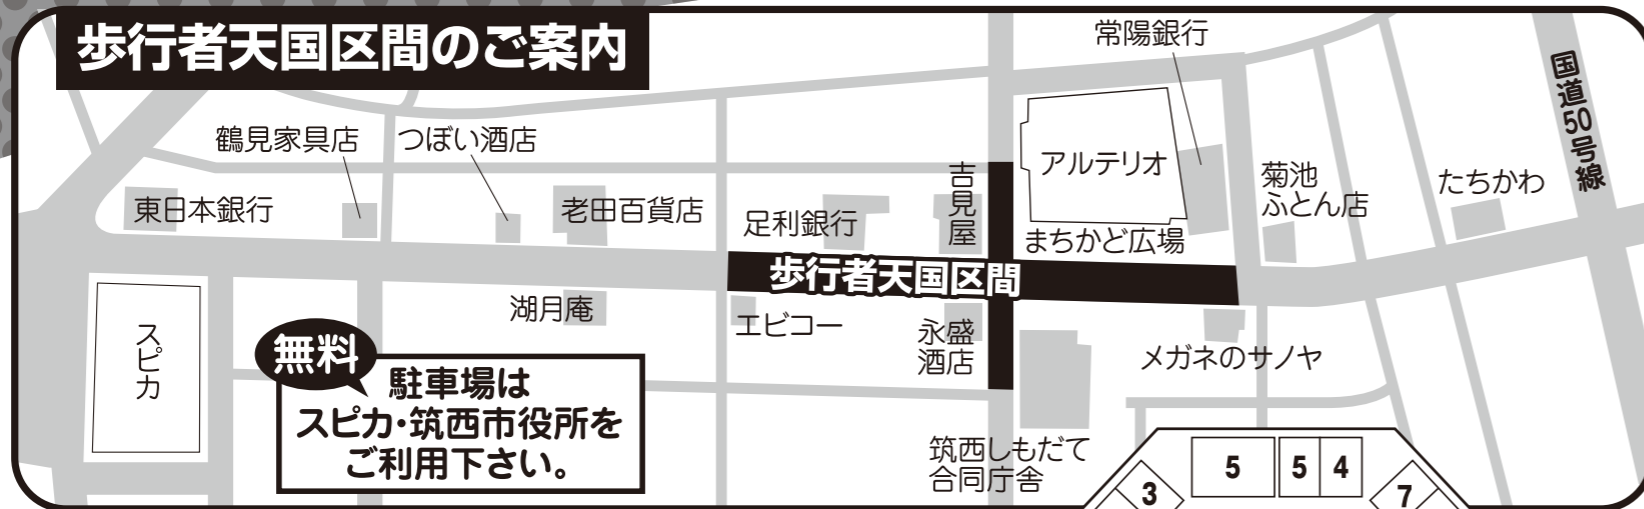 歩行者天国区間のご案内
常陽銀行
国道50号線
鶴見家具店
つぼい酒店
東日本銀行
老田百貨店
足利銀行
吉見屋
アルテリオ
まちかど広場
菊池
ふとん店
たちかわ
歩行者天国区間
スピカ
湖月庵
エビコー
永盛
酒店
メガネのサノヤ
無料
駐車場は
スピカ・筑西市役所を
ご利用下さい。
筑西しもだて
合同庁舎
3
5
5
4
7